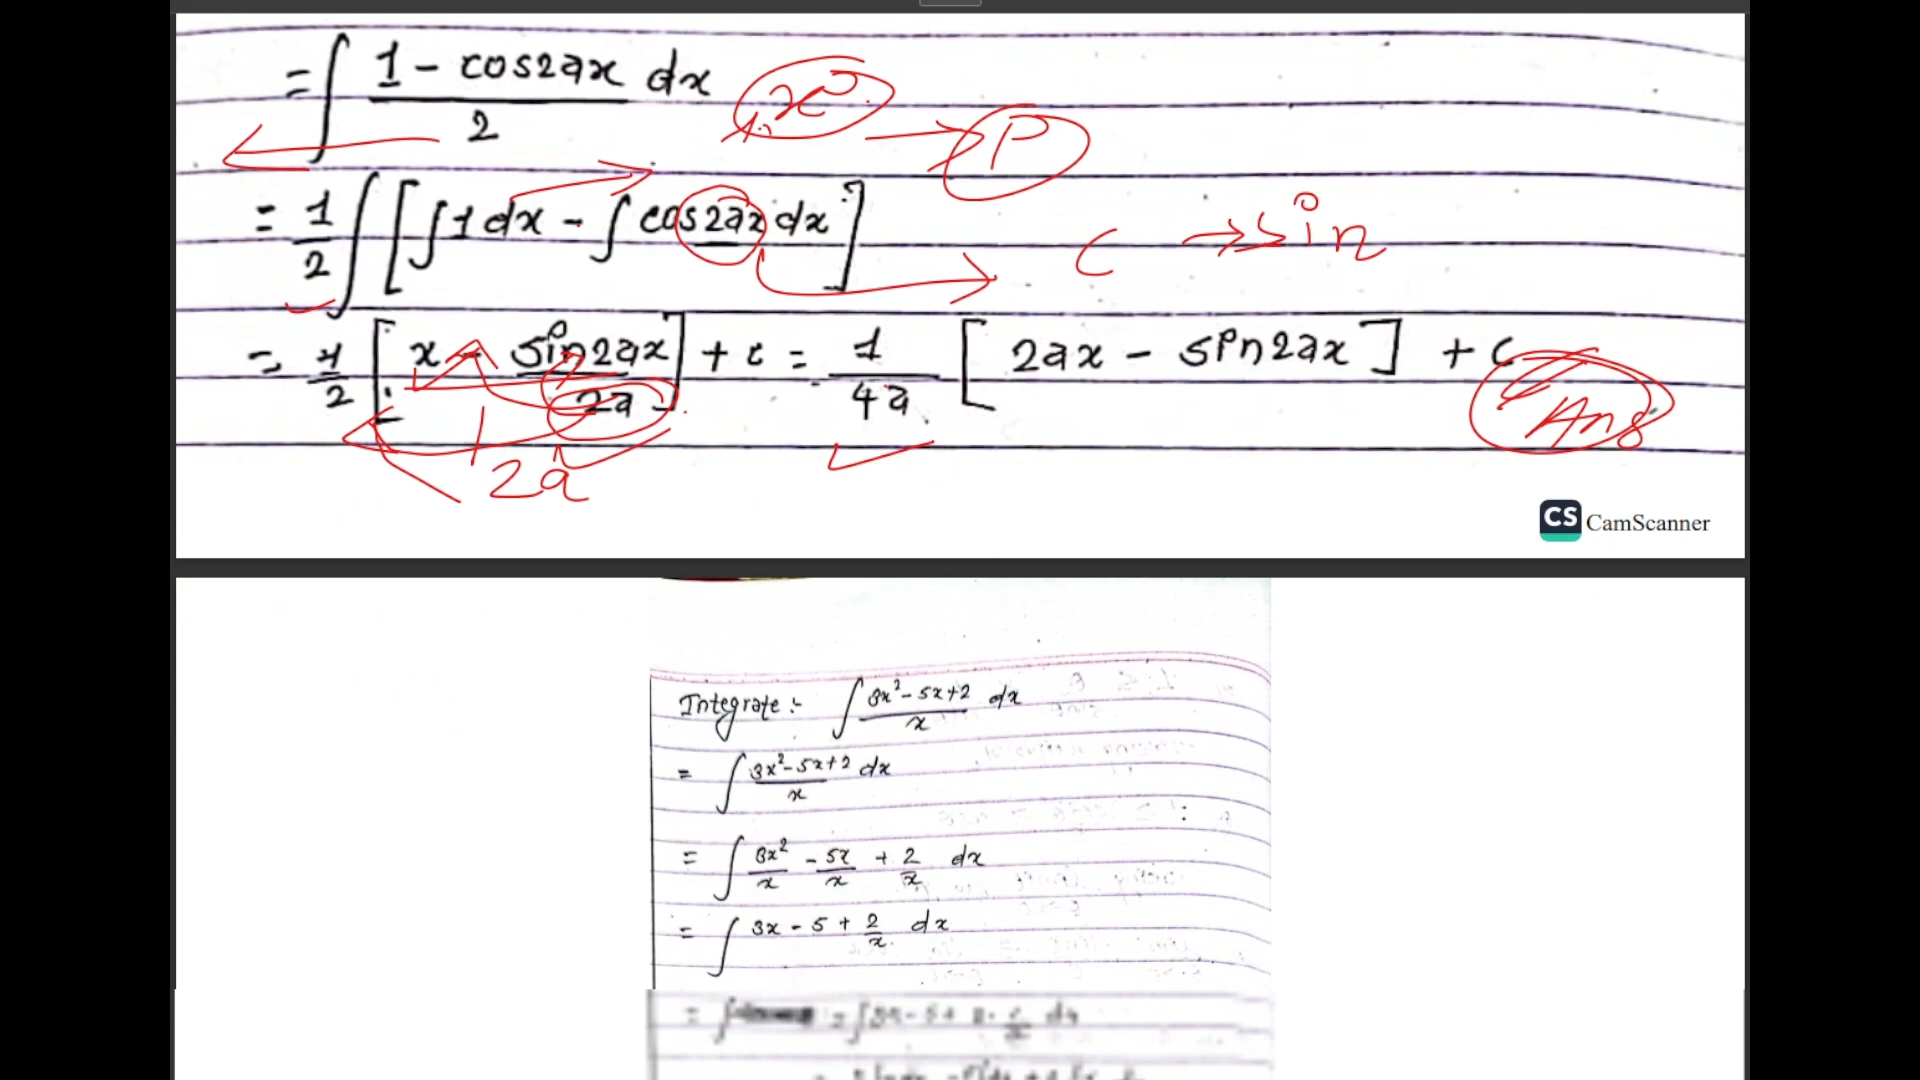 = ∫ 1 - cos2ax / 2 dx
x⁰ → P
= 1/2 ∫ [ ∫ 1 dx - ∫ cos2ax dx ]
c → sin
= 1/2 [ x - sin2ax / 2a ] + c = 1/4a [ 2ax - sin2ax ] + c
Ans
2a
CS CamScanner
Integrate :- ∫ 3x² - 5x + 2 / x dx
= ∫ 3x² - 5x + 2 / x dx
= ∫ 3x² / x - 5x / x + 2 / x dx
= ∫ 3x - 5 + 2 / x dx